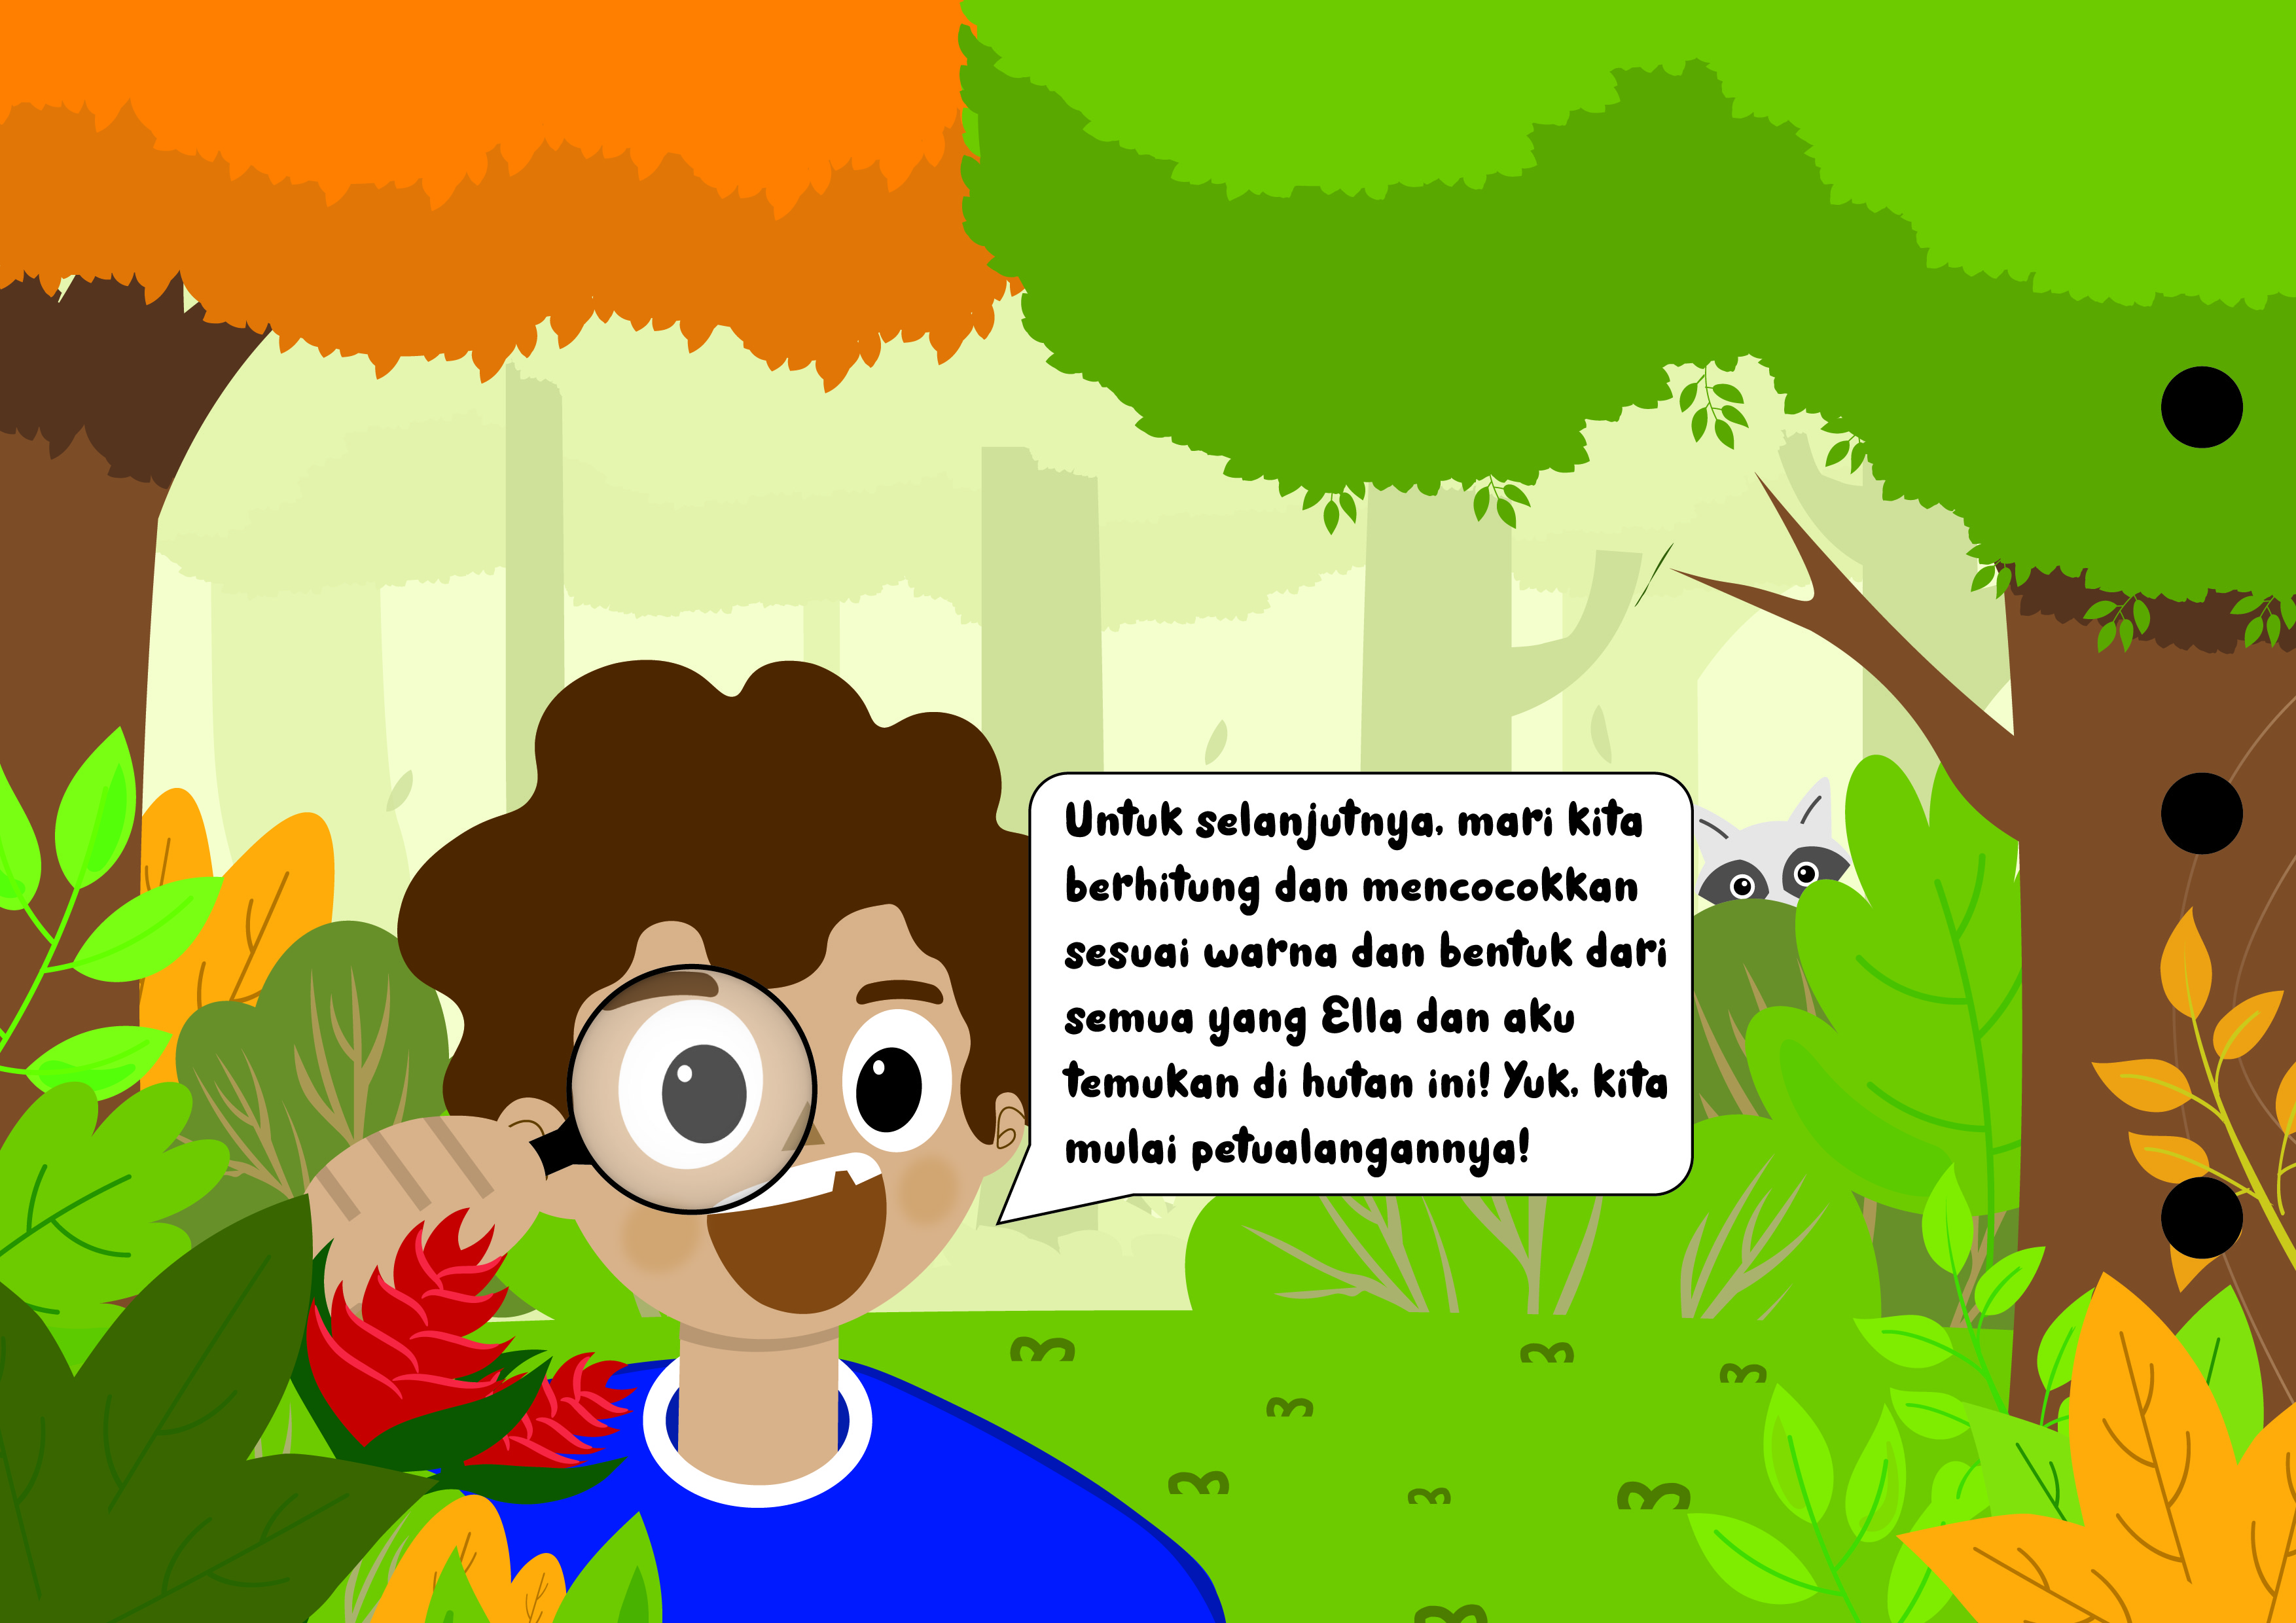 Untuk selanjutnya, mari kita
berhitung dan mencocokkan
sesuai warna dan bentuk dari
semua yang Ella dan aku
temukan di hutan ini! Yuk, kita
mulai petualangannya!